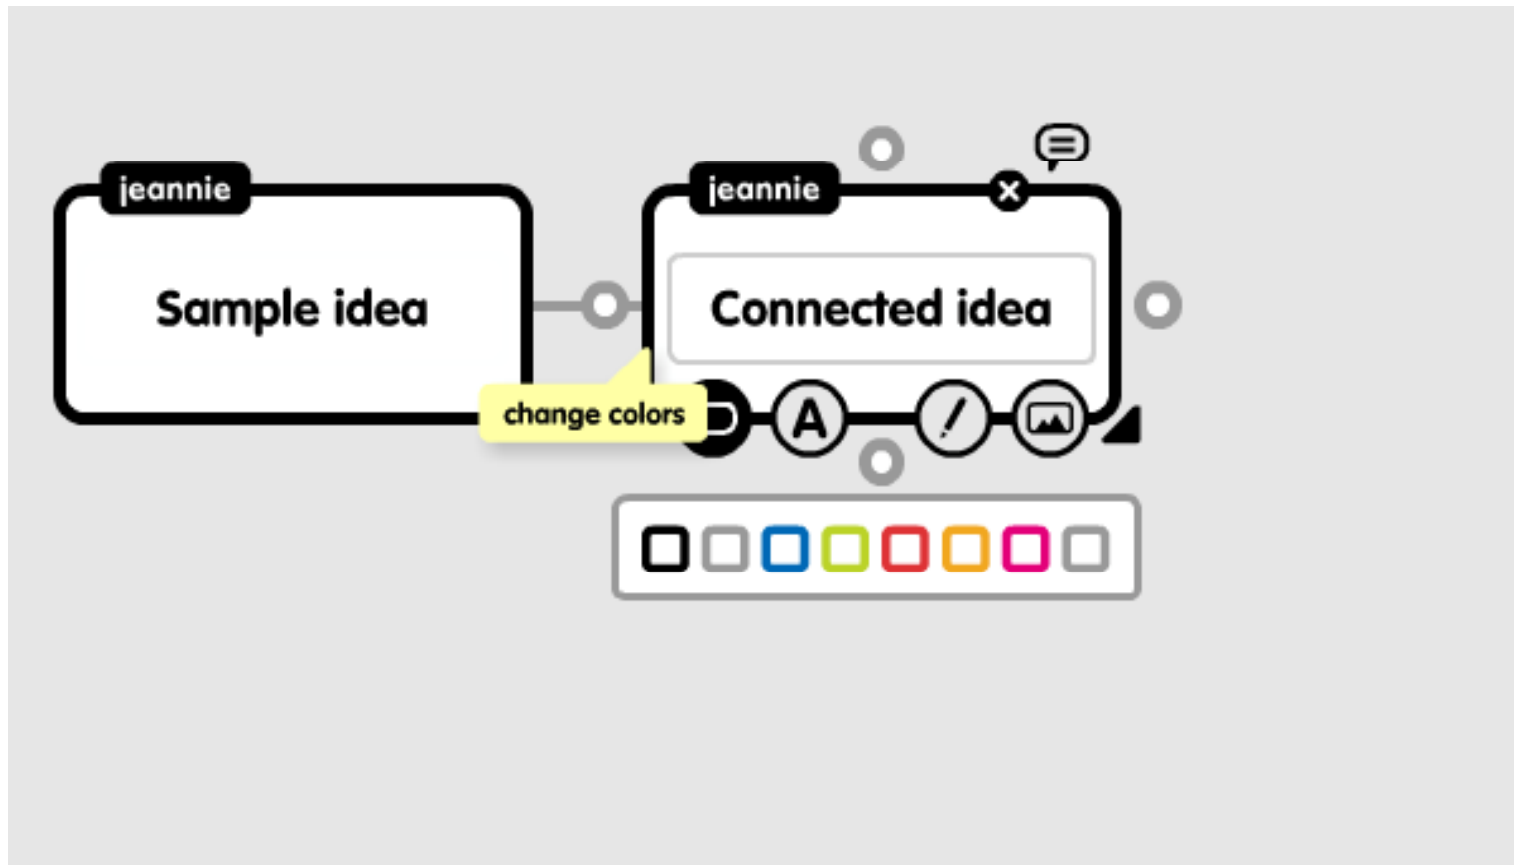 jeannie
Sample idea
jeannie
Connected idea
change colors
A